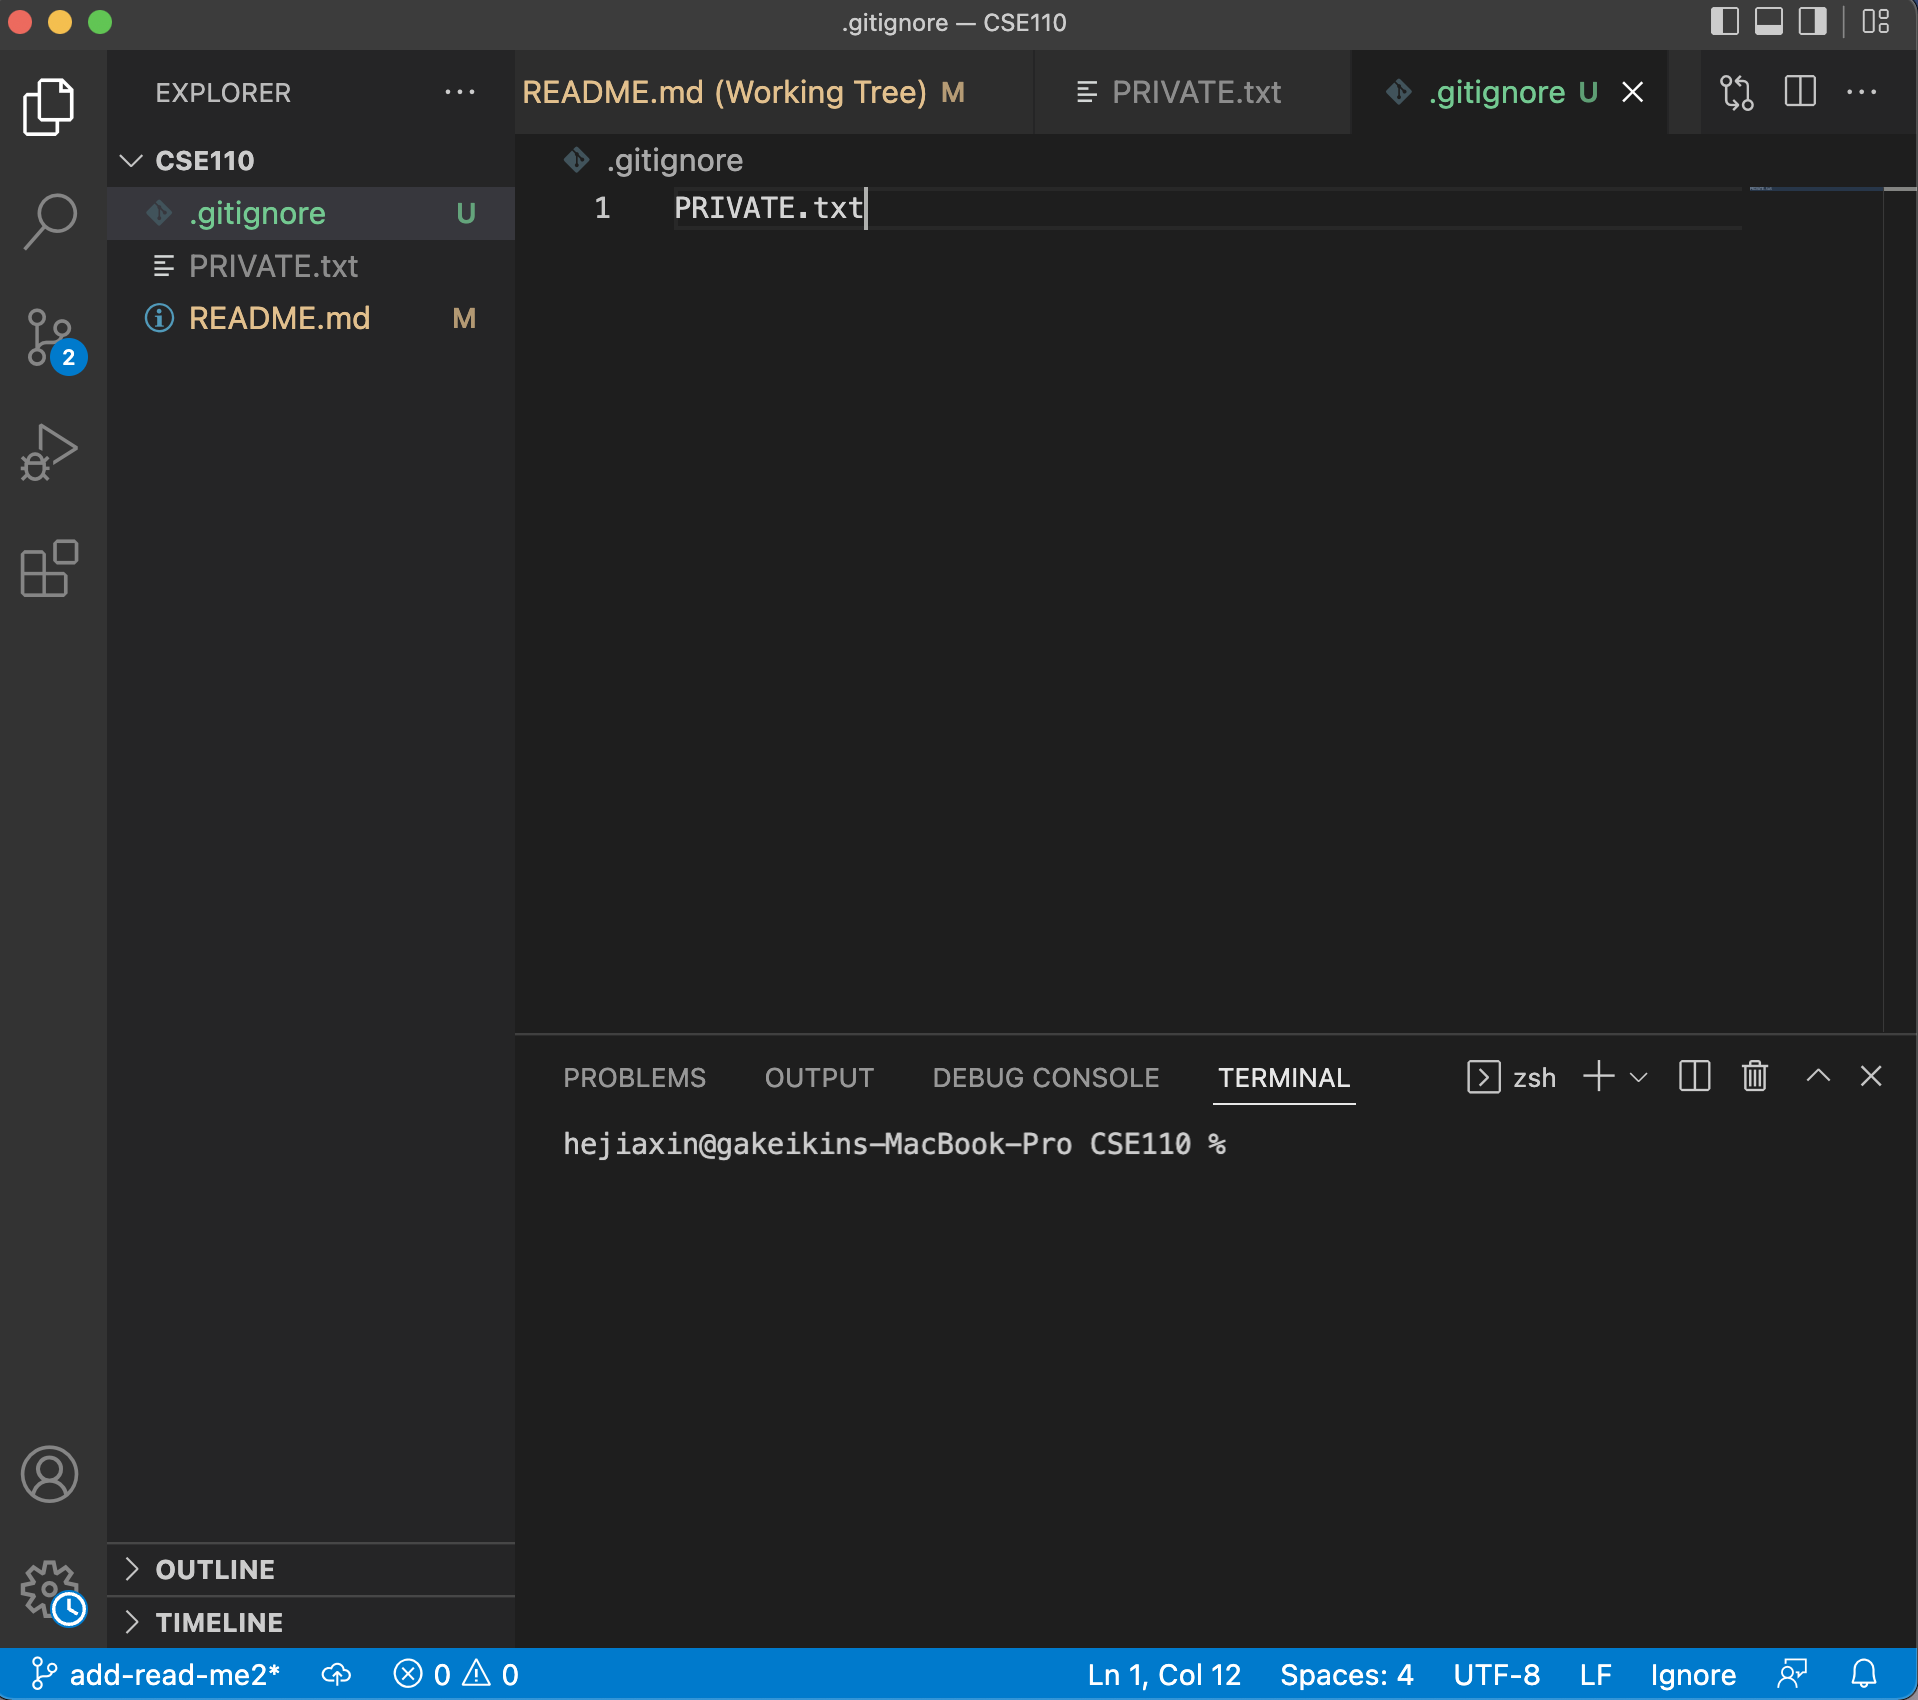 .gitignore — CSE110
EXPLORER
README.md (Working Tree) M
PRIVATE.txt
.gitignore U
CSE110
.gitignore U
PRIVATE.txt
README.md M
2
.gitignore
1 PRIVATE.txt
PROBLEMS OUTPUT DEBUG CONSOLE TERMINAL zsh
hejiaxin@gakeikins-MacBook-Pro CSE110 %
OUTLINE
TIMELINE
add-read-me2* 0 0 Ln 1, Col 12 Spaces: 4 UTF-8 LF Ignore